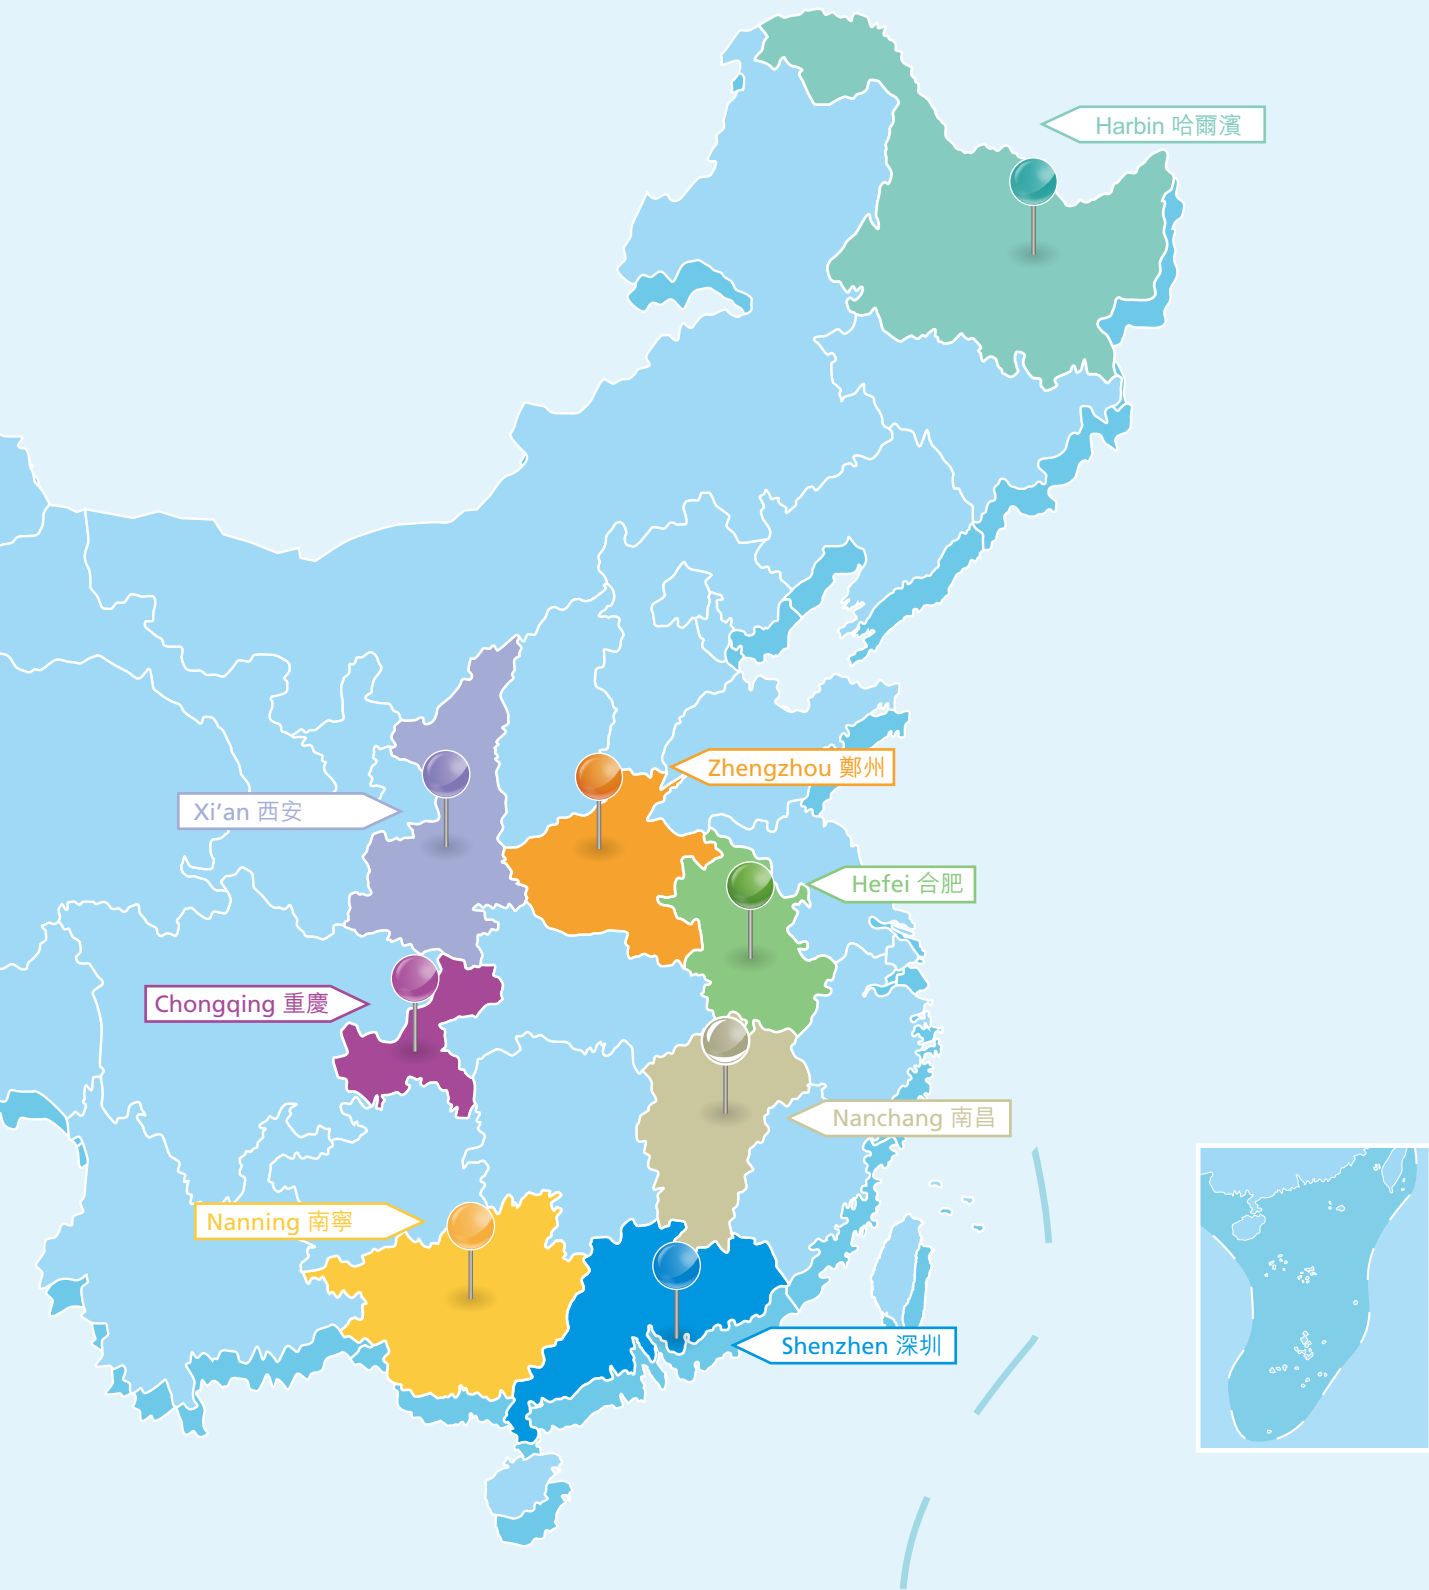 Harbin 哈爾濱
Zhengzhou 鄭州
Xi’an 西安
Hefei 合肥
Chongqing 重慶
Nanchang 南昌
Nanning 南寧
Shenzhen 深圳